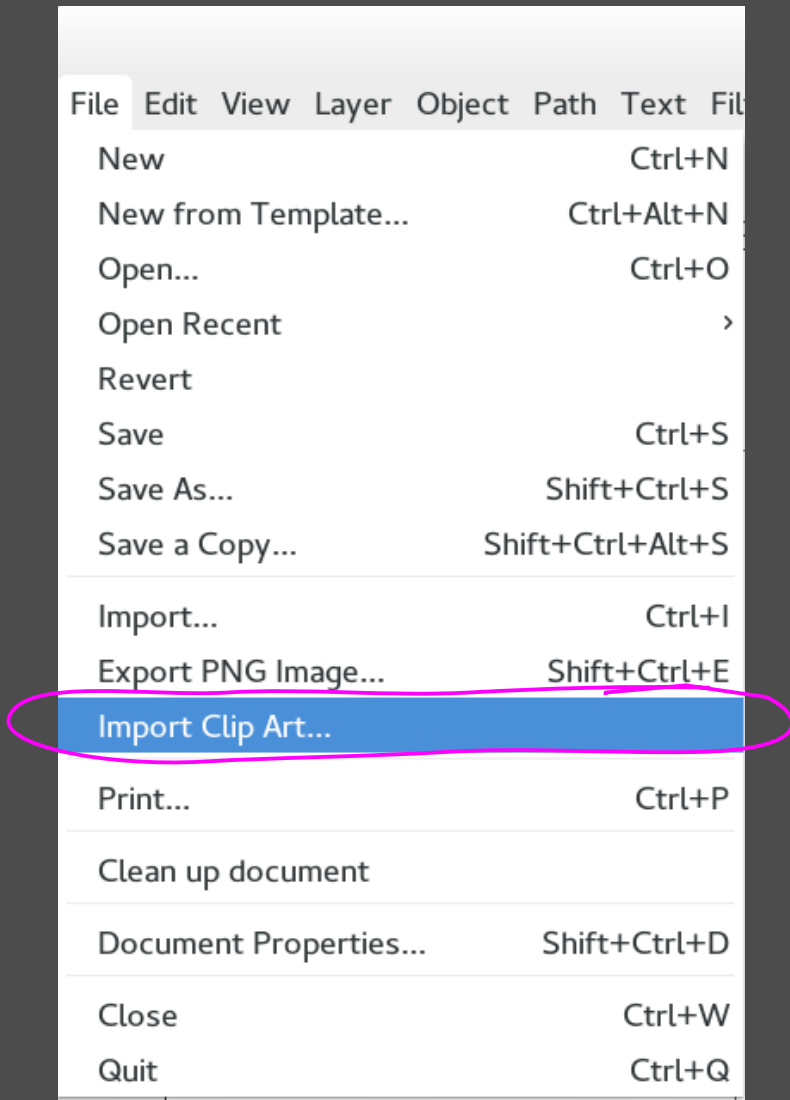 File Edit View Layer Object Path Text Fil
New Ctrl+N
New from Template... Ctrl+Alt+N
Open... Ctrl+O
Open Recent ›
Revert
Save Ctrl+S
Save As... Shift+Ctrl+S
Save a Copy... Shift+Ctrl+Alt+S
Import... Ctrl+I
Export PNG Image... Shift+Ctrl+E
Import Clip Art...
Print... Ctrl+P
Clean up document
Document Properties... Shift+Ctrl+D
Close Ctrl+W
Quit Ctrl+Q